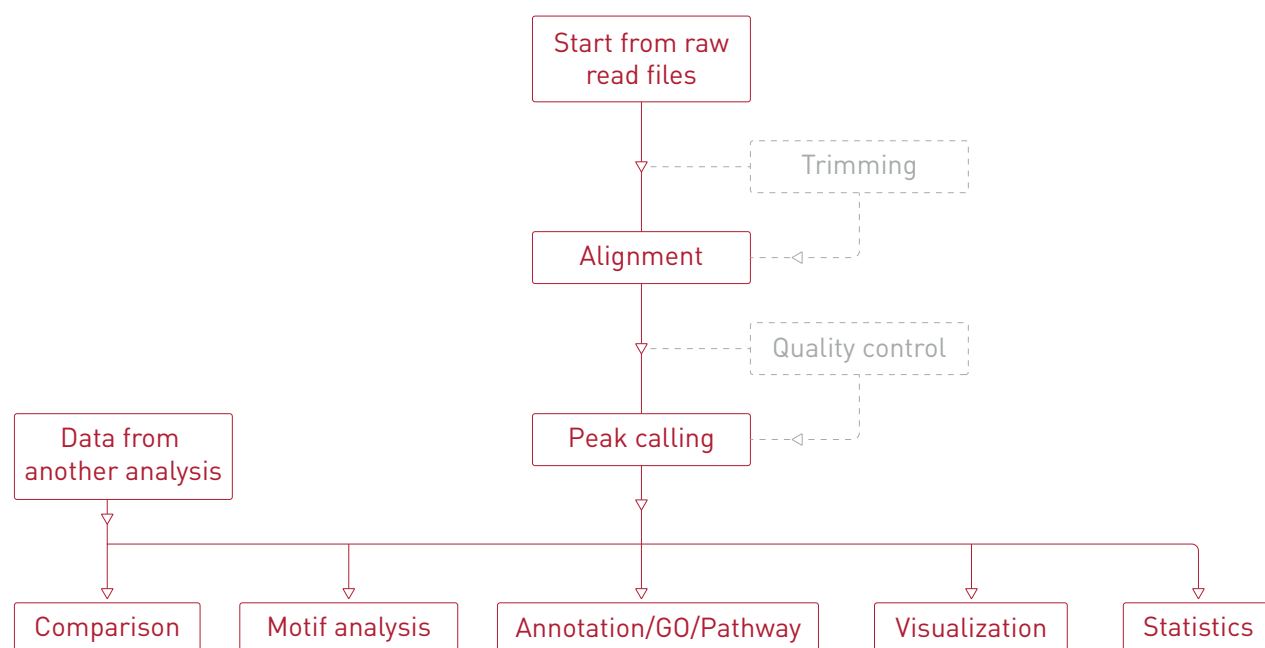 Start from raw
read files
Trimming
Alignment
Quality control
Data from
another analysis
Peak calling
Comparison
Motif analysis
Annotation/GO/Pathway
Visualization
Statistics